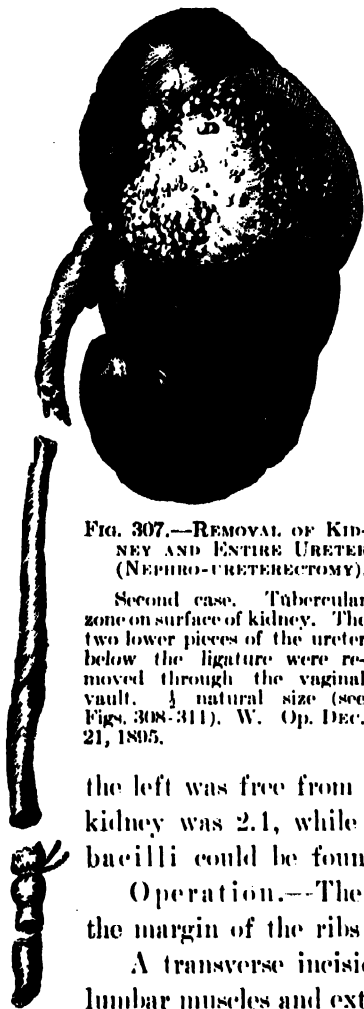 FIG. 307.—REMOVAL OF KID-
NEY AND ENTIRE URETER
(NEPHRO-URETERECTOMY).
Second case. Tubercular
zone on surface of kidney. The
two lower pieces of the ureter
below the ligature were re-
moved through the vaginal
vault. ½ natural size (see
Figs. 308-311). W. Op. DEC.
21, 1895.
the left was free from
kidney was 2.1, while
bacilli could be foun
Operation.—The
the margin of the ribs
A transverse incisi
lumbar muscles and ext